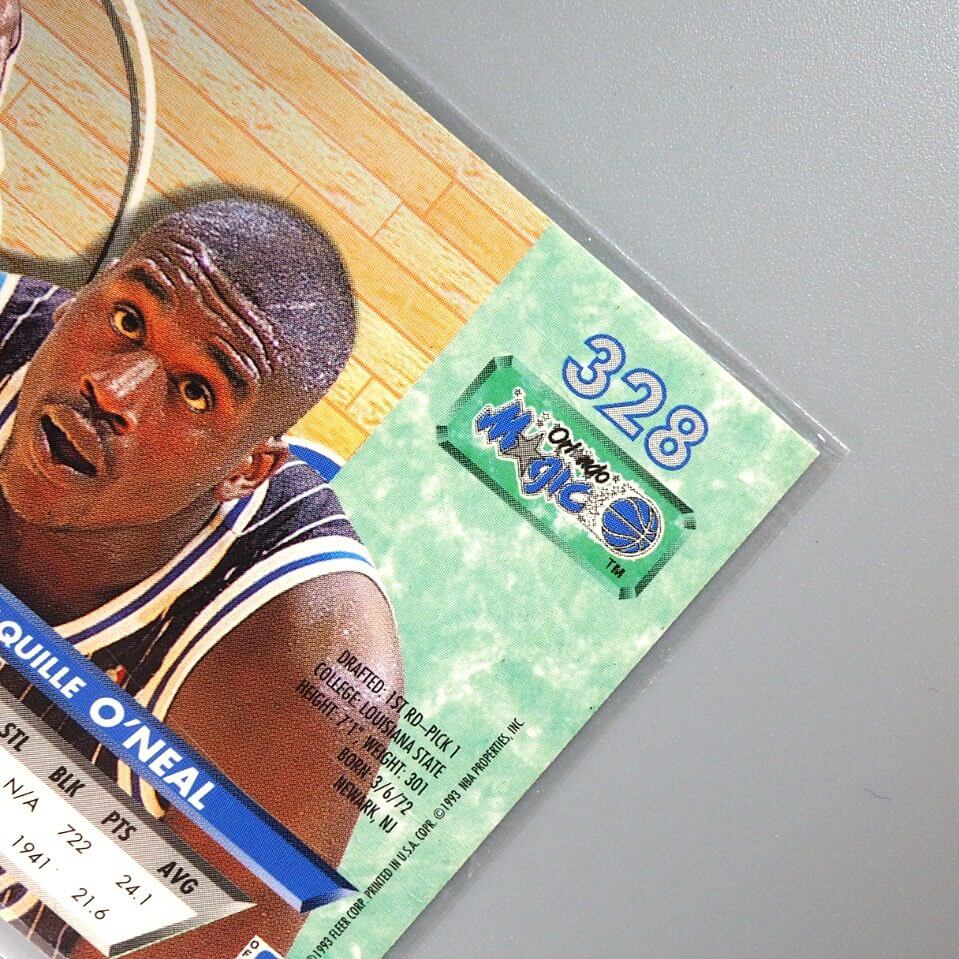 328
Orlando
Magic
TM
DRAFTED: 1ST RD–PICK 1
COLLEGE: LOUISIANA STATE
HEIGHT: 7'1" WEIGHT: 301
BORN: 3/6/72
NEWARK, NJ
QUILLE O'NEAL
STL BLK PTS AVG
N/A 722 24.1
1941 21.6
©1993 FLEER CORP. PRINTED IN U.S.A. COPR. ©1993 NBA PROPERTIES, INC